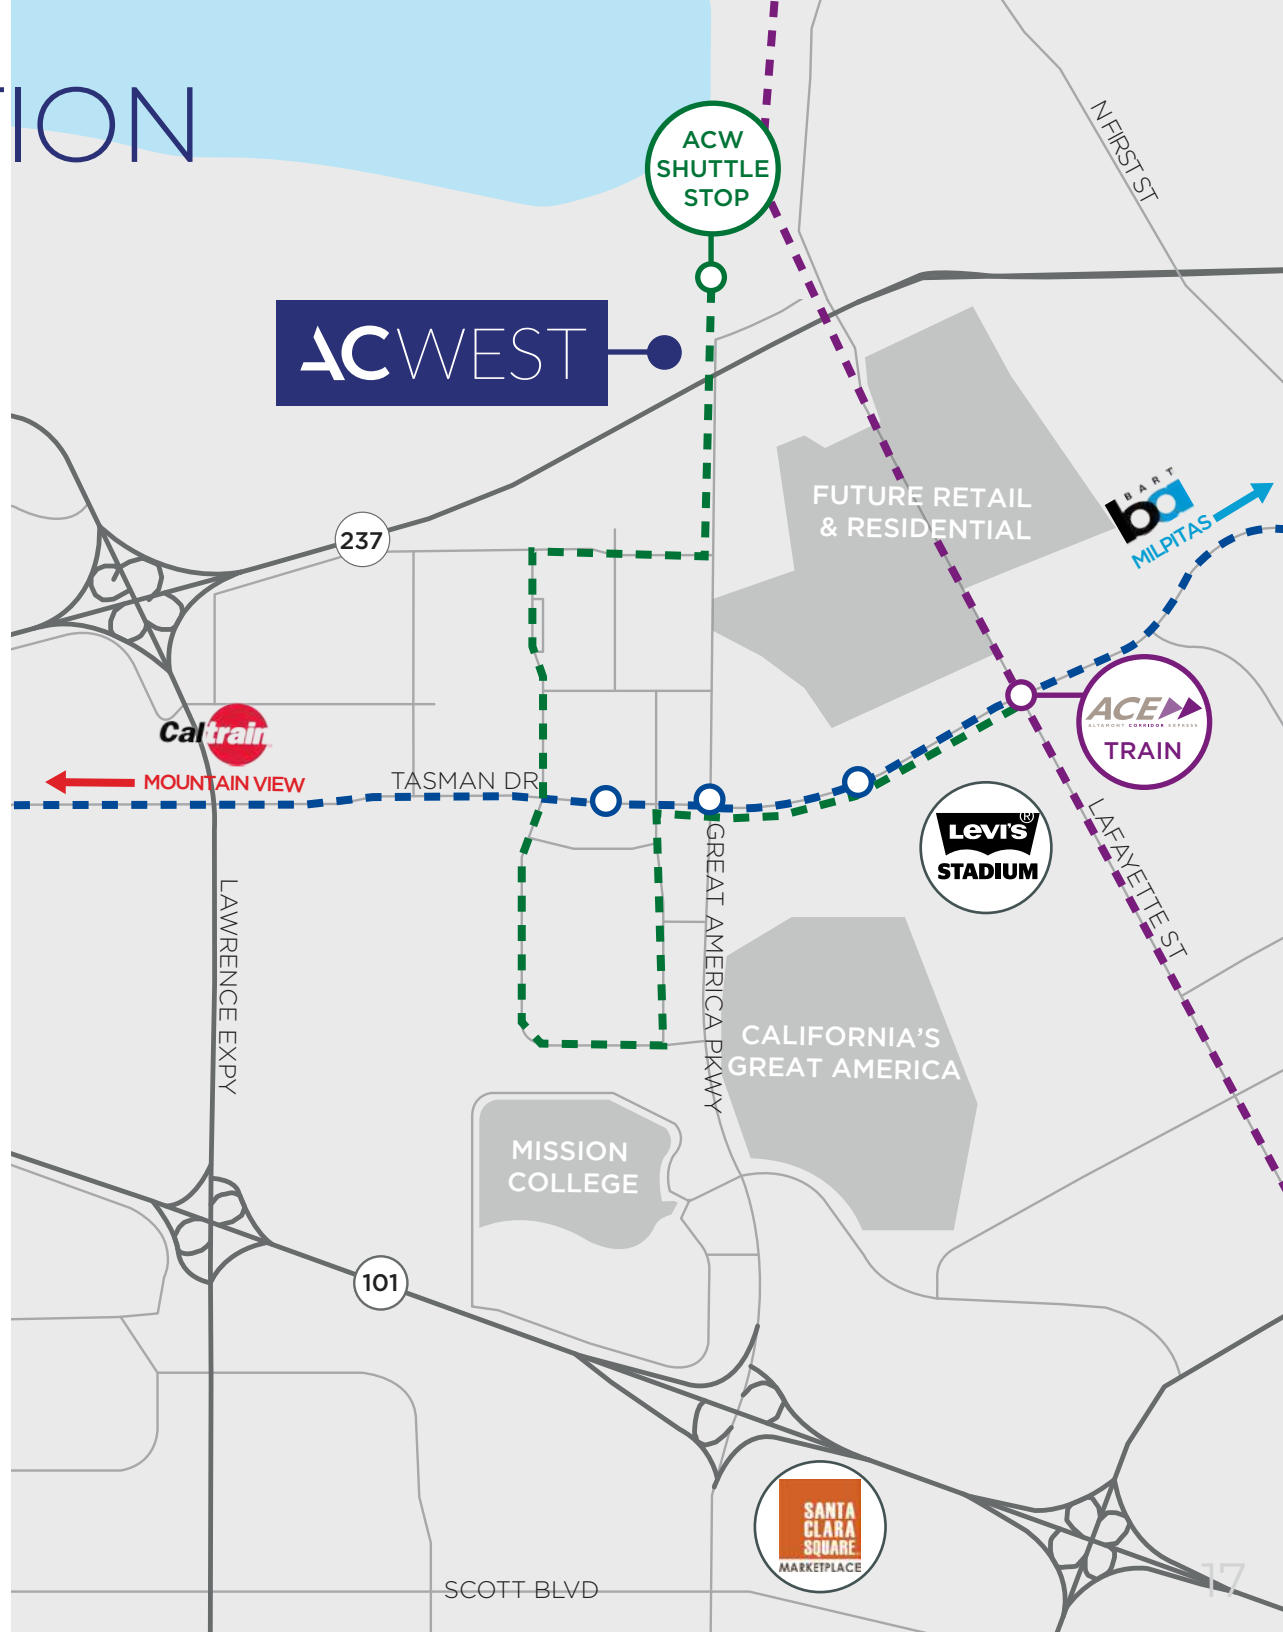 TION
ACW
SHUTTLE
STOP
N FIRST ST
ACWEST
237
FUTURE RETAIL
& RESIDENTIAL
BART
ba
MILPITAS
Caltrain
MOUNTAIN VIEW
TASMAN DR
ACE
ALTAMONT CORRIDOR EXPRESS
TRAIN
LEVI'S
®
STADIUM
LAFAYETTE ST
GREAT AMERICA PKWY
LAWRENCE EXPY
CALIFORNIA'S
GREAT AMERICA
MISSION
COLLEGE
101
SANTA
CLARA
SQUARE
MARKETPLACE
SCOTT BLVD
17